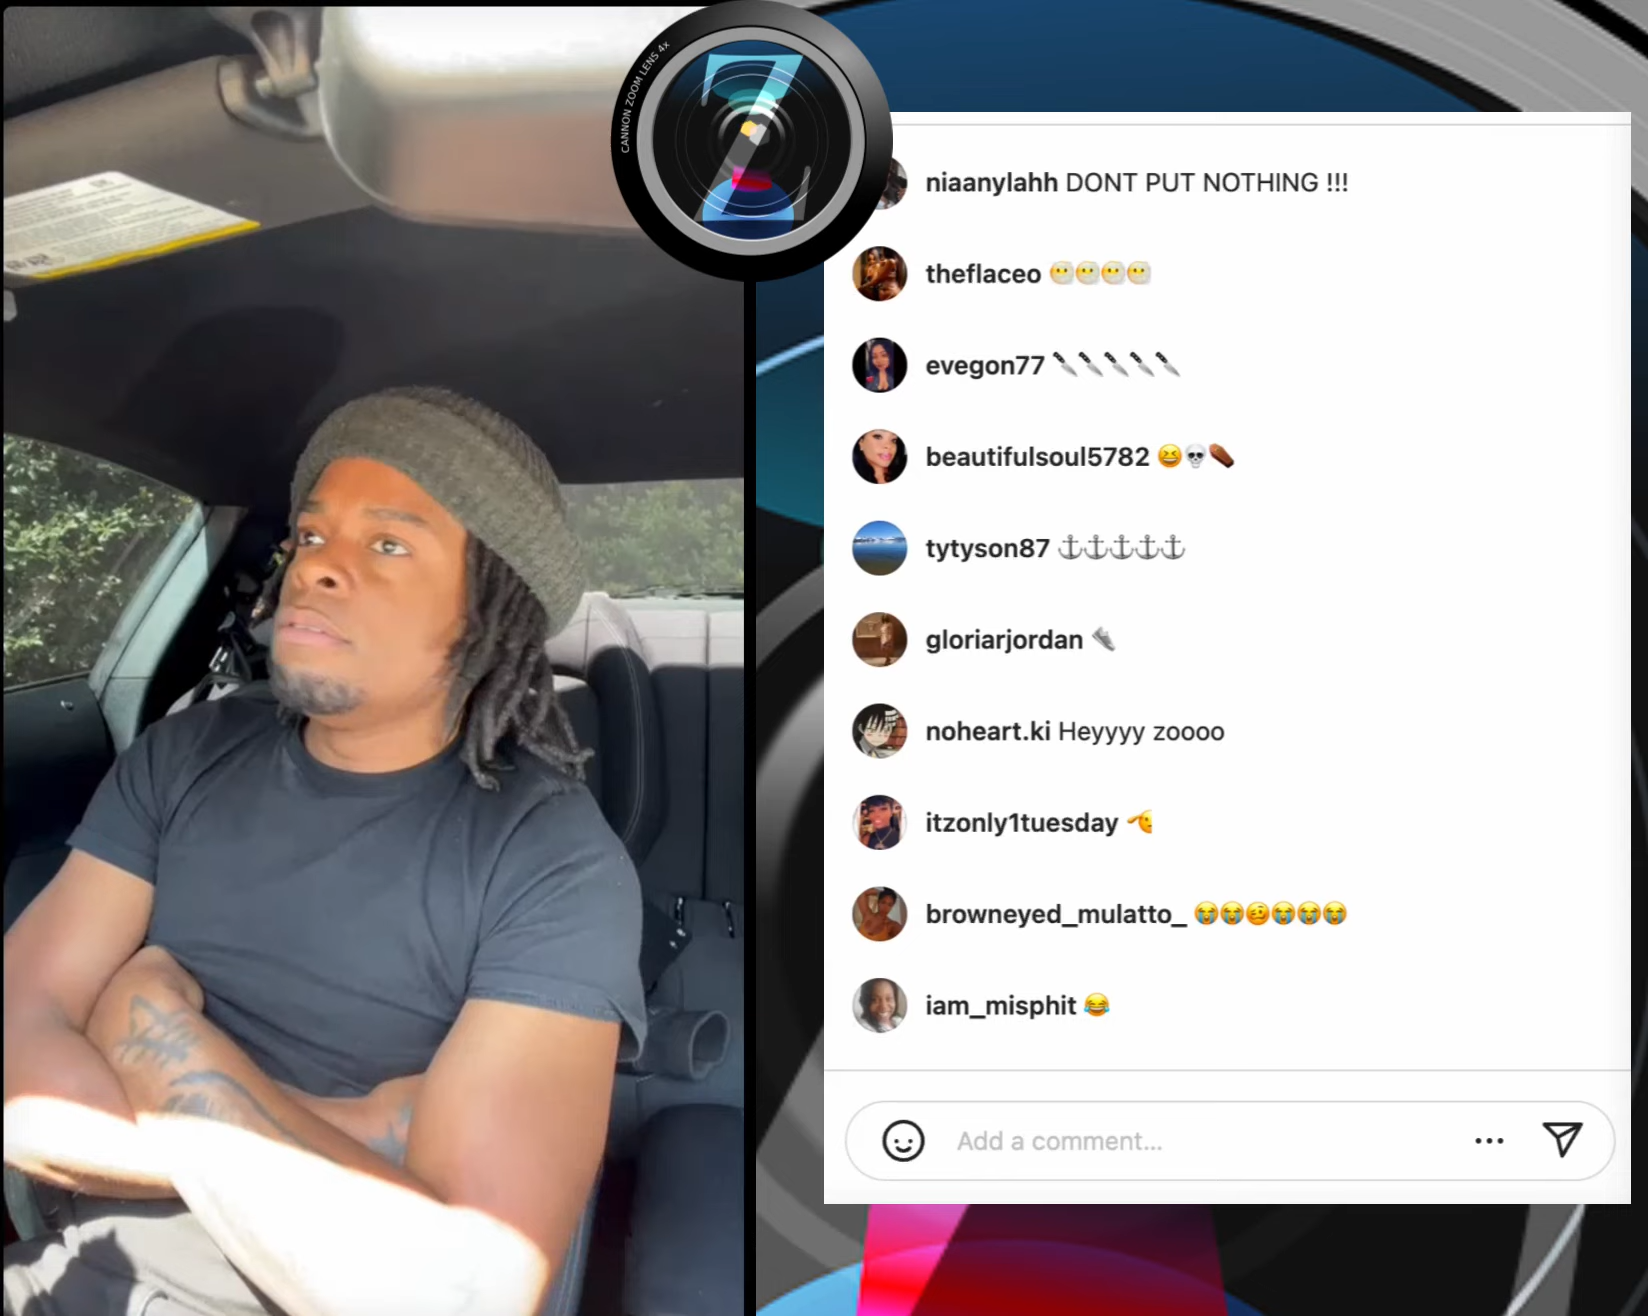 CANNON ZOOM LENS 4x
niaanylahh DONT PUT NOTHING !!!
theflaceo 😬😬😬😬
evegon77 🔪🔪🔪🔪🔪
beautifulsoul5782 😆💀⚰️
tytyson87 ⚓⚓⚓⚓⚓
gloriarjordan 👟
noheart.ki Heyyyy zoooo
itzonly1tuesday 🫡
browneyed_mulatto_ 😭😭🥴😭😭😭
iam_misphit 😂
Add a comment...